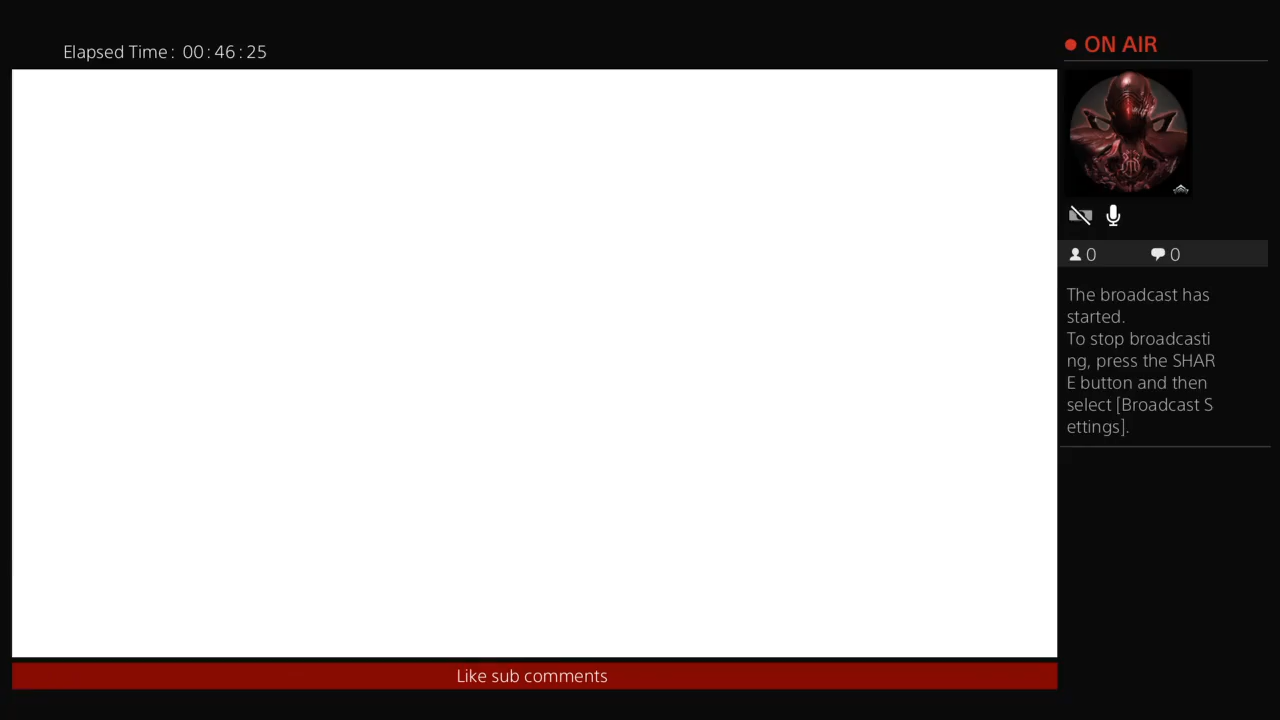 Elapsed Time: 00:46:25
ON AIR
0 0
The broadcast has
started.
To stop broadcasti
ng, press the SHAR
E button and then
select [Broadcast S
ettings].
Like sub comments